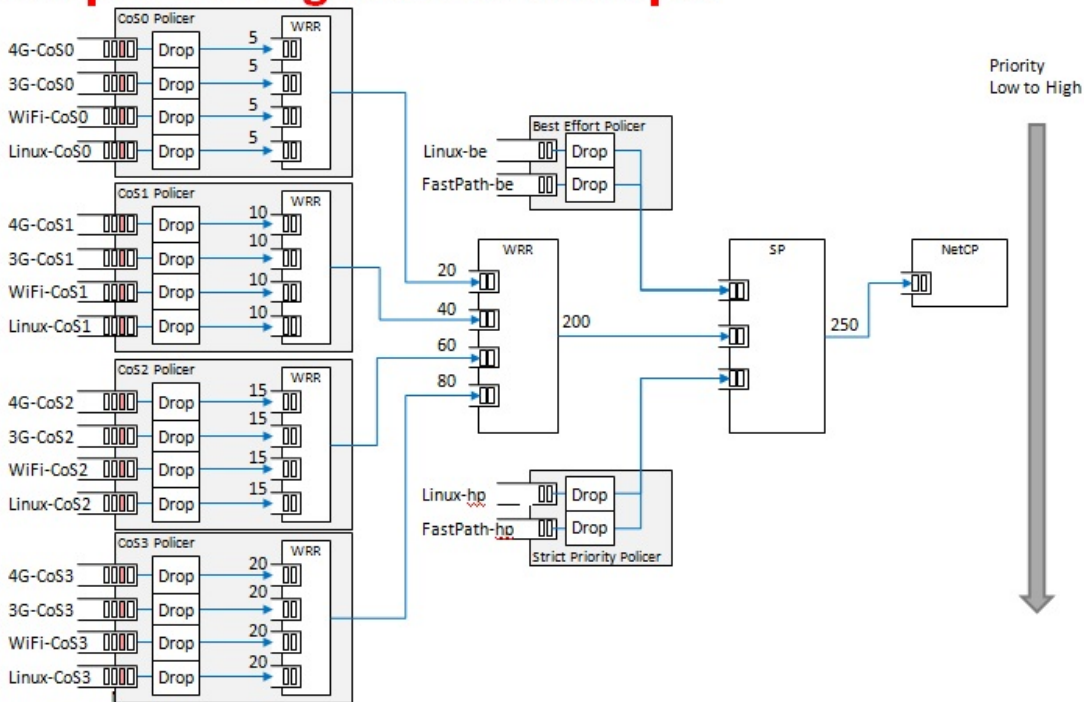 CoS0 Policer
WRR
4G-CoS0
Drop
5
3G-CoS0
Drop
5
WiFi-CoS0
Drop
5
Linux-CoS0
Drop
5
CoS1 Policer
WRR
4G-CoS1
Drop
10
3G-CoS1
Drop
10
WiFi-CoS1
Drop
10
Linux-CoS1
Drop
10
CoS2 Policer
WRR
4G-CoS2
Drop
15
3G-CoS2
Drop
15
WiFi-CoS2
Drop
15
Linux-CoS2
Drop
15
CoS3 Policer
WRR
4G-CoS3
Drop
20
3G-CoS3
Drop
20
WiFi-CoS3
Drop
20
Linux-CoS3
Drop
20
Best Effort Policer
Linux-be
Drop
FastPath-be
Drop
WRR
20
40
60
80
200
Linux-hp
Drop
FastPath-hp
Drop
Strict Priority Policer
SP
250
NetCP
Priority
Low to High